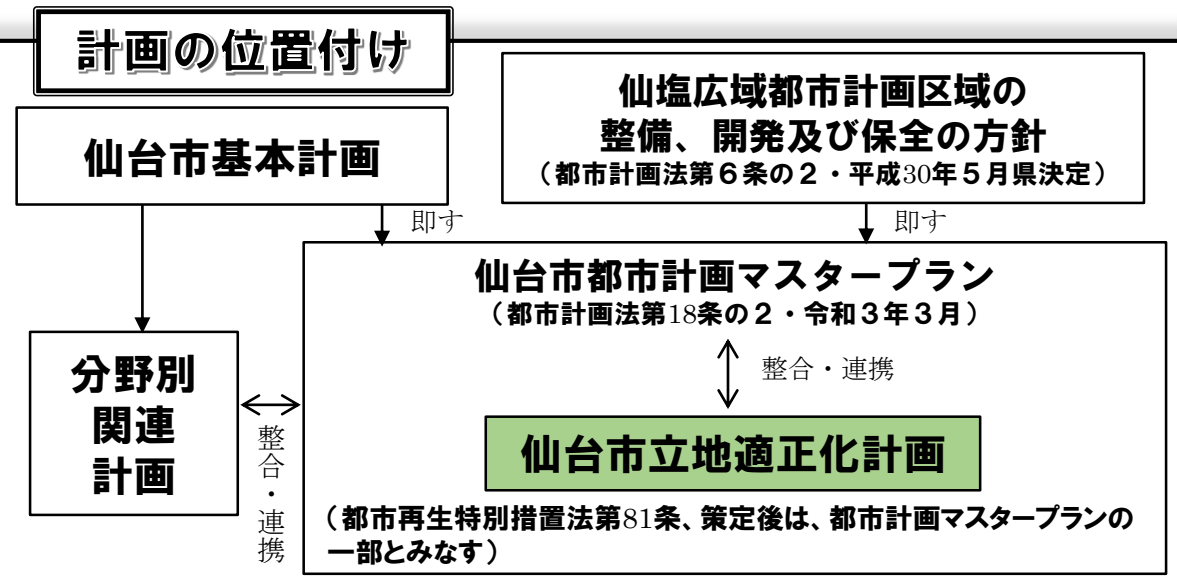 計画の位置付け
仙台市基本計画
仙塩広域都市計画区域の
整備、開発及び保全の方針
（都市計画法第６条の２・平成30年５月県決定）
即す
即す
仙台市都市計画マスタープラン
（都市計画法第18条の２・令和３年３月）
整合・連携
分野別
関連
計画
整合・連携
仙台市立地適正化計画
（都市再生特別措置法第81条、策定後は、都市計画マスタープランの
一部とみなす）